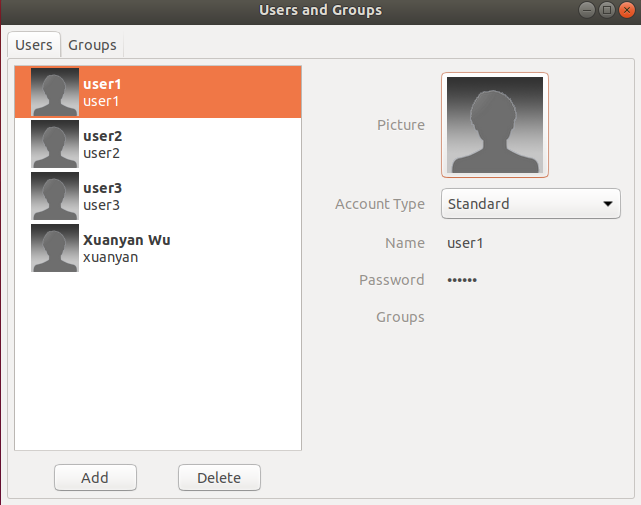 Users and Groups
Users
Groups
user1
user1
user2
user2
user3
user3
Xuanyan Wu
xuanyan
Add
Delete
Picture
Account Type
Standard
Name
user1
Password
••••••
Groups